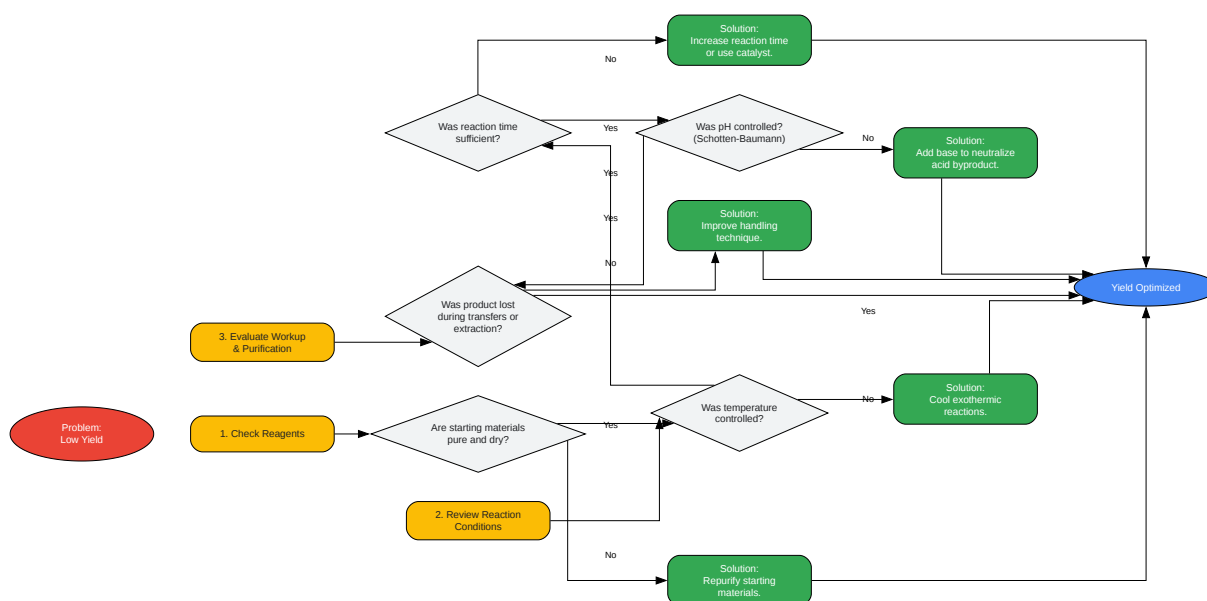 Solution:
Increase reaction time
or use catalyst.
No
Was reaction time
sufficient?
Yes
Was pH controlled?
(Schotten-Baumann)
No
Solution:
Add base to neutralize
acid byproduct.
Yes
Yes
Solution:
Improve handling
technique.
No
Was product lost
during transfers or
extraction?
Yielded Optimized
Yes
3. Evaluate Workup
& Purification
Was temperature
controlled?
No
Solution:
Cool exothermic
reactions.
Problem:
Low Yield
1. Check Reagents
Are starting materials
pure and dry?
Yes
2. Review Reaction
Conditions
No
Solution:
Repurify starting
materials.